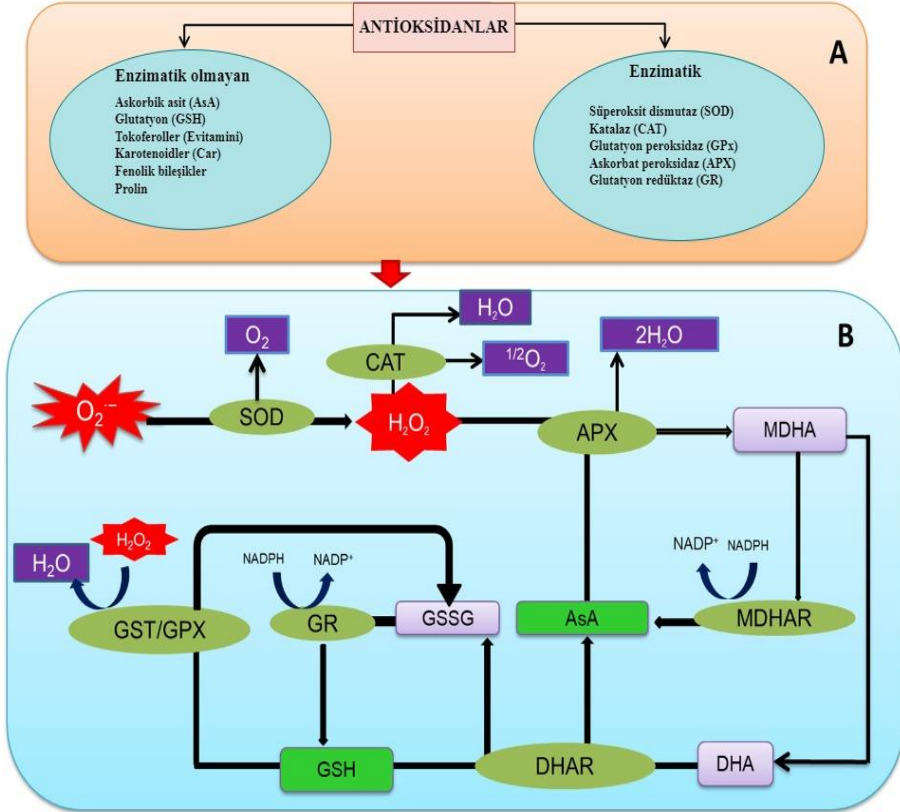 ANTİOKSİDANLAR
A
Enzimatik olmayan
Askorbik asit (AsA)
Glutatyon (GSH)
Tokoferoller (Evitamini)
Karotenoidler (Car)
Fenolik bileşikler
Prolin
Enzimatik
Süperoksit dismutaz (SOD)
Katalaz (CAT)
Glutatyon peroksidaz (GPx)
Askorbat peroksidaz (APX)
Glutatyon redüktaz (GR)
B
H₂O
O₂
2H₂O
CAT
1/2O₂
O₂˙⁻
SOD
H₂O₂
APX
MDHA
H₂O
H₂O₂
NADPH
NADP⁺
NADP⁺
NADPH
GST/GPX
GR
GSSG
AsA
MDHAR
GSH
DHAR
DHA